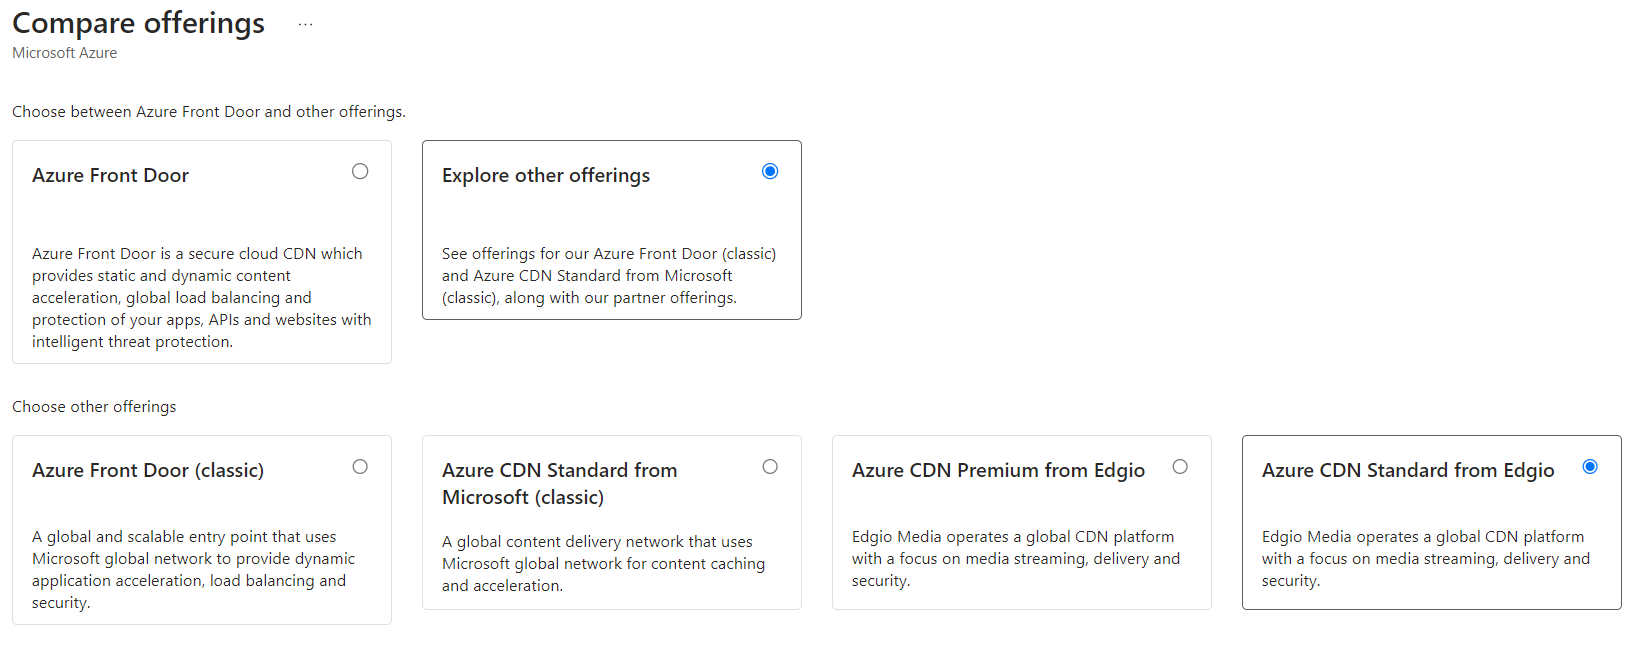 Compare offerings ...
Microsoft Azure
Choose between Azure Front Door and other offerings.
Azure Front Door
Azure Front Door is a secure cloud CDN which
provides static and dynamic content
acceleration, global load balancing and
protection of your apps, APIs and websites with
intelligent threat protection.
Explore other offerings
See offerings for our Azure Front Door (classic)
and Azure CDN Standard from Microsoft
(classic), along with our partner offerings.
Choose other offerings
Azure Front Door (classic)
A global and scalable entry point that uses
Microsoft global network to provide dynamic
application acceleration, load balancing and
security.
Azure CDN Standard from
Microsoft (classic)
A global content delivery network that uses
Microsoft global network for content caching
and acceleration.
Azure CDN Premium from Edgio
Edgio Media operates a global CDN platform
with a focus on media streaming, delivery and
security.
Azure CDN Standard from Edgio
Edgio Media operates a global CDN platform
with a focus on media streaming, delivery and
security.